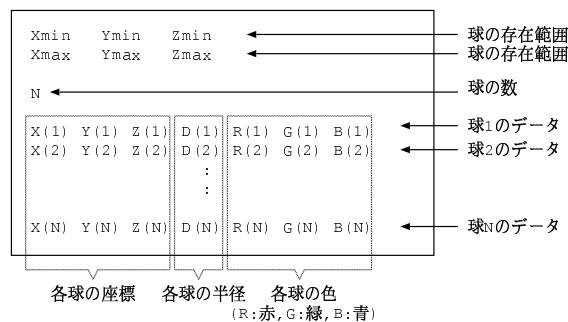 Xmin Ymin Zmin 球の存在範囲
Xmax Ymax Zmax 球の存在範囲
N 球の数
X(1) Y(1) Z(1) D(1) R(1) G(1) B(1) 球1のデータ
X(2) Y(2) Z(2) D(2) R(2) G(2) B(2) 球2のデータ
:
:
X(N) Y(N) Z(N) D(N) R(N) G(N) B(N) 球Nのデータ
各球の座標 各球の半径 各球の色
(R:赤,G:緑,B:青)